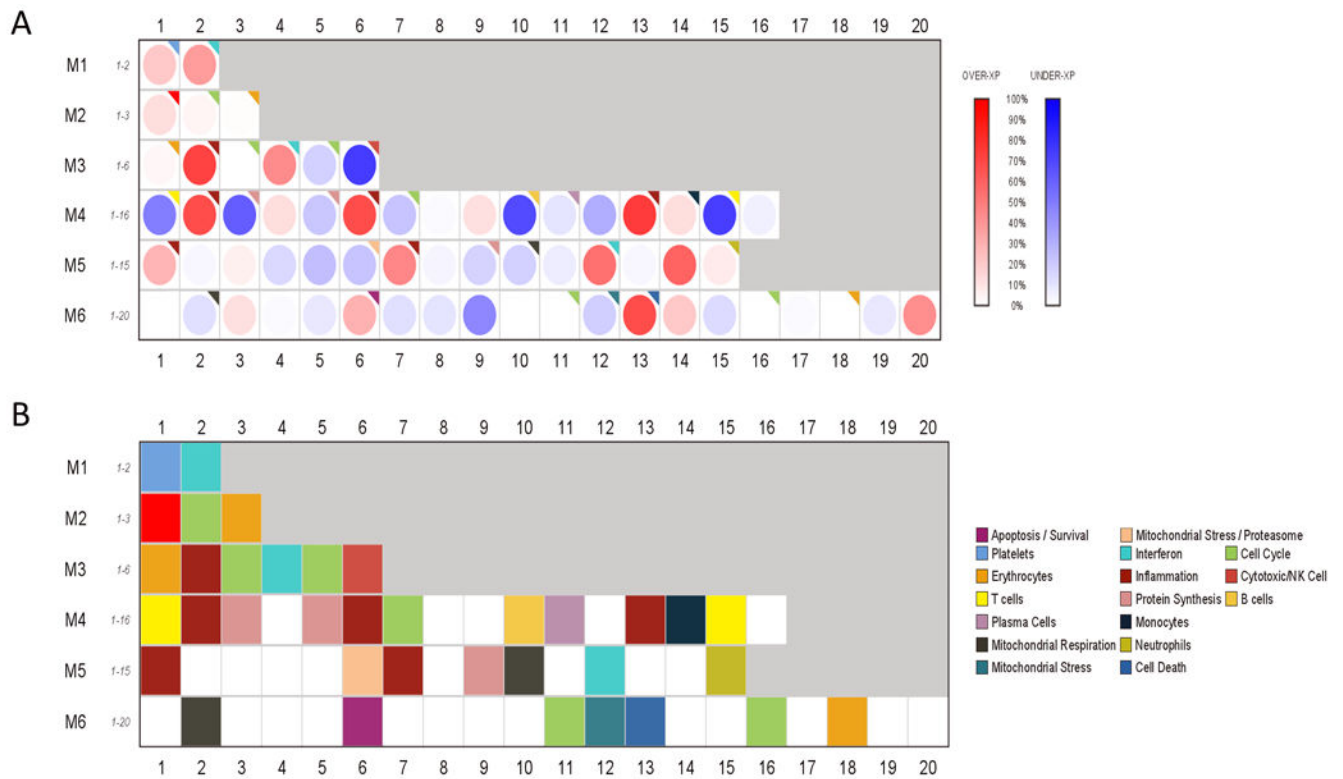 A
1 2 3 4 5 6 7 8 9 10 11 12 13 14 15 16 17 18 19 20
M1 1-2
M2 1-3
M3 1-6
M4 1-16
M5 1-15
M6 1-20
1 2 3 4 5 6 7 8 9 10 11 12 13 14 15 16 17 18 19 20
OVER-XP UNDER-XP
100%
90%
80%
70%
60%
50%
40%
30%
20%
10%
0%
B
1 2 3 4 5 6 7 8 9 10 11 12 13 14 15 16 17 18 19 20
M1 1-2
M2 1-3
M3 1-6
M4 1-16
M5 1-15
M6 1-20
1 2 3 4 5 6 7 8 9 10 11 12 13 14 15 16 17 18 19 20
Apoptosis / Survival Mitochondrial Stress / Proteasome
Platelets Interferon Cell Cycle
Erythrocytes Inflammation Cytotoxic/NK Cell
T cells Protein Synthesis B cells
Plasma Cells Monocytes
Mitochondrial Respiration Neutrophils
Mitochondrial Stress Cell Death